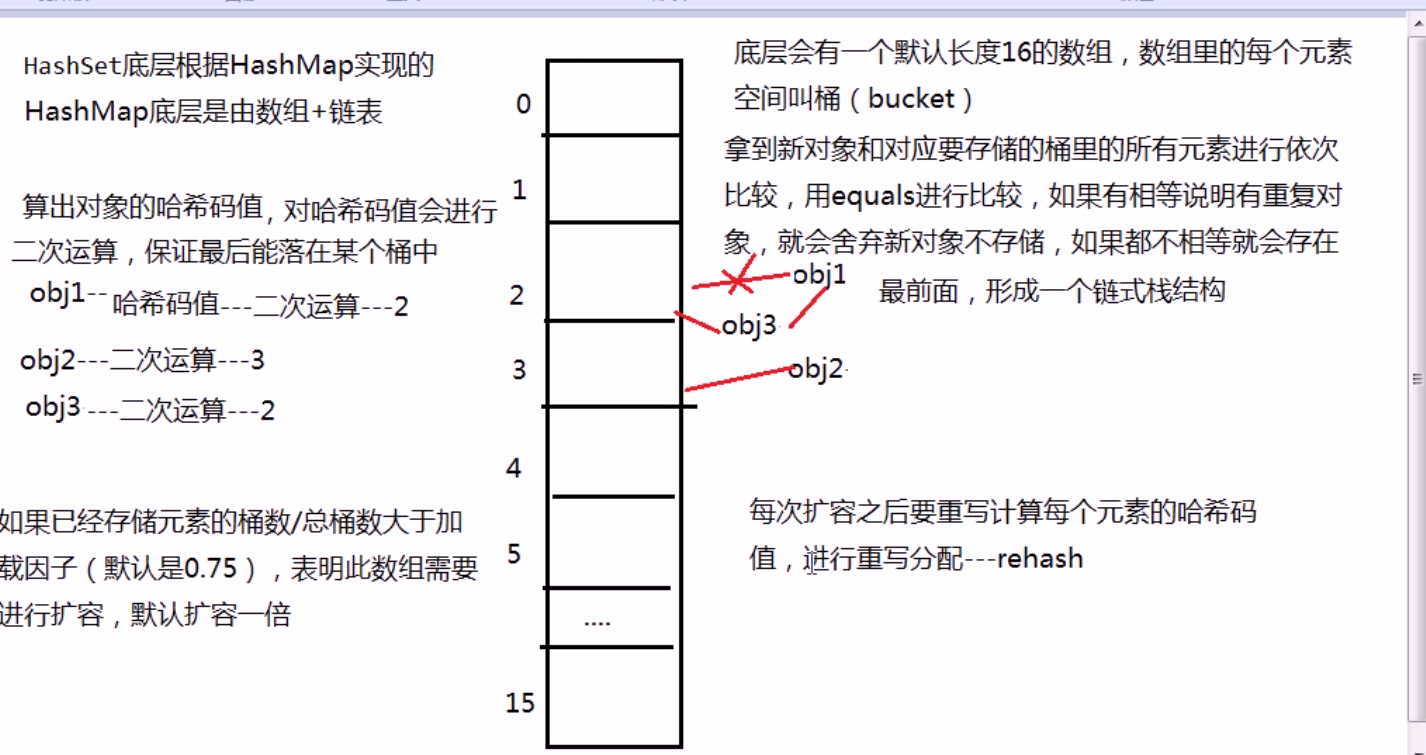 HashSet底层根据HashMap实现的
HashMap底层是由数组+链表
算出对象的哈希码值，对哈希码值会进行
二次运算，保证最后能落在某个桶中
obj1--哈希码值---二次运算---2
obj2---二次运算---3
obj3---二次运算---2
如果已经存储元素的桶数/总桶数大于加
载因子（默认是0.75），表明此数组需要
进行扩容，默认扩容一倍
0
1
2
3
4
5
....
15
底层会有一个默认长度16的数组，数组里的每个元素
空间叫桶（bucket）
拿到新对象和对应要存储的桶里的所有元素进行依次
比较，用equals进行比较，如果有相等说明有重复对
象，就会舍弃新对象不存储，如果都不相等就会存在
最前面，形成一个链式栈结构
obj1
obj3
obj2
每次扩容之后要重写计算每个元素的哈希码
值，进行重写分配---rehash